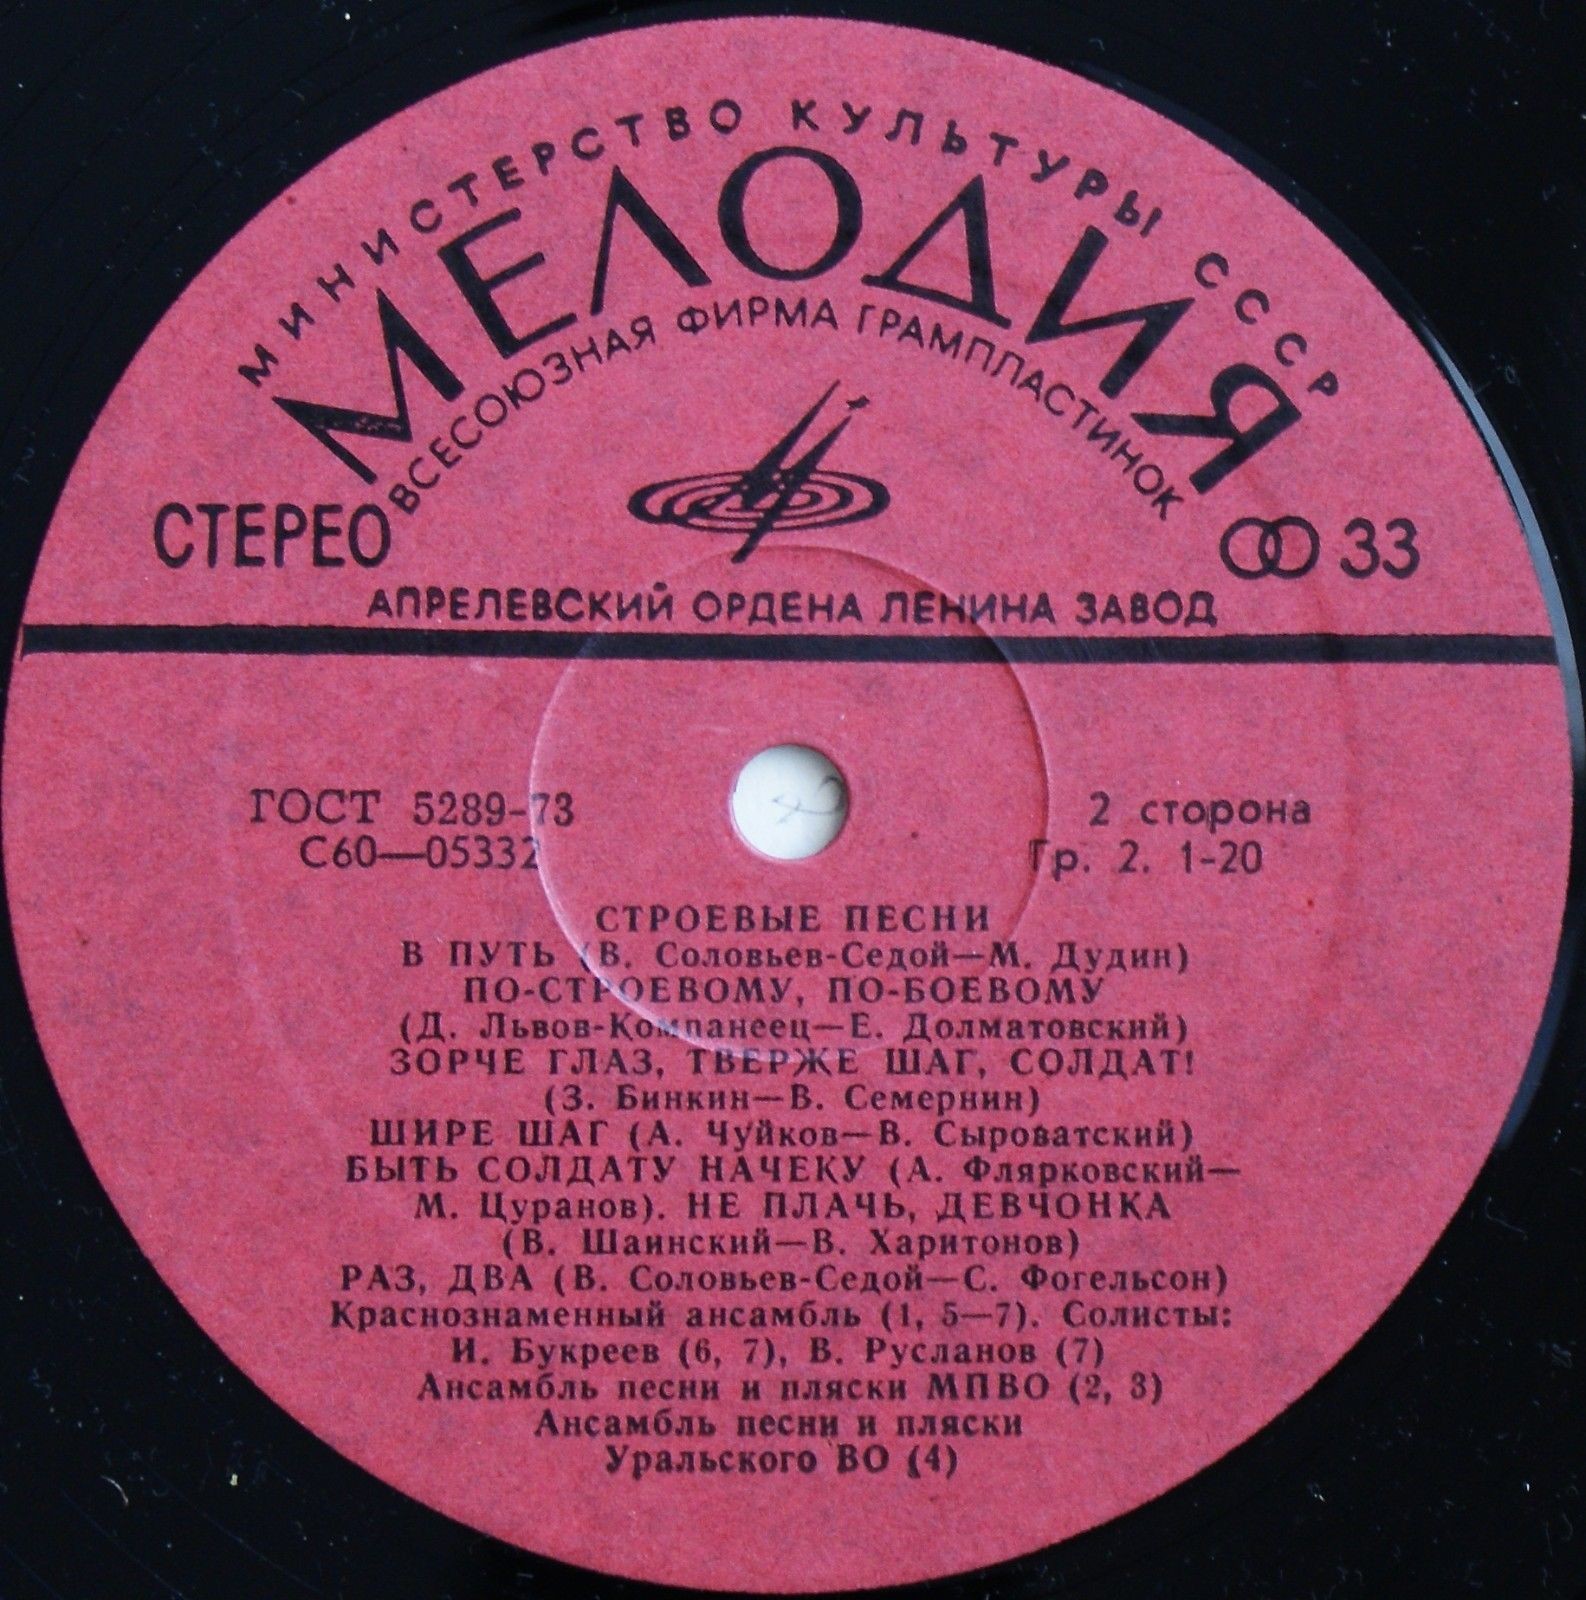 МИНИСТЕРСТВО КУЛЬТУРЫ СССР
МЕЛОДИЯ
ВСЕСОЮЗНАЯ ФИРМА ГРАМПЛАСТИНОК
СТЕРЕО
33
АПРЕЛЕВСКИЙ ОРДЕНА ЛЕНИНА ЗАВОД
ГОСТ 5289-73
2 сторона
С60—05332
Гр. 2. 1-20
СТРОЕВЫЕ ПЕСНИ
В ПУТЬ (В. Соловьев-Седой—М. Дудин)
ПО-СТРОЕВОМУ, ПО-БОЕВОМУ
(Д. Львов-Компанеец—Е. Долматовский)
ЗОРЧЕ ГЛАЗ, ТВЕРЖЕ ШАГ, СОЛДАТ!
(З. Бинкин—В. Семернин)
ШИРЕ ШАГ (А. Чуйков—В. Сыроватский)
БЫТЬ СОЛДАТУ НАЧЕКУ (А. Флярковский—
М. Цуранов). НЕ ПЛАЧЬ, ДЕВЧОНКА
(В. Шаинский—В. Харитонов)
РАЗ, ДВА (В. Соловьев-Седой—С. Фогельсон)
Краснознаменный ансамбль (1, 5—7). Солисты:
И. Букреев (6, 7), В. Русланов (7)
Ансамбль песни и пляски МПВО (2, 3)
Ансамбль песни и пляски
Уральского ВО (4)